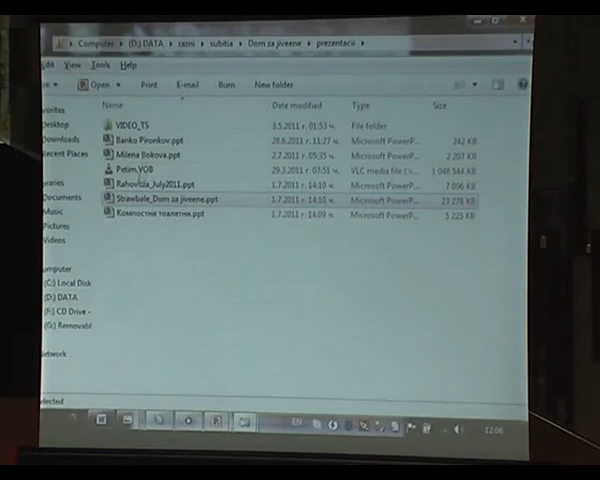 Computer ▸ (D:) DATA ▸ razni ▸ subitia ▸ Dom za jiveene ▸ prezentacii ▸
Edit View Tools Help
Open Print E-mail Burn New folder
Name Date modified Type Size
VIDEO_TS 3.5.2011 г. 01:53 ч. File folder
Banko Pironkov.ppt 28.6.2011 г. 11:27 ч. Microsoft PowerP... 242 KB
Milena Bokova.ppt 2.7.2011 г. 05:35 ч. Microsoft PowerP... 2 207 KB
Petim.VOB 29.3.2011 г. 07:51 ч. VLC media file (.v... 1 048 544 KB
Rahovitza_July2011.ppt 1.7.2011 г. 14:10 ч. Microsoft PowerP... 7 096 KB
Strawbale_Dom za jiveene.ppt 1.7.2011 г. 14:10 ч. Microsoft PowerP... 23 278 KB
Компостни тоалетни.ppt 1.7.2011 г. 14:09 ч. Microsoft PowerP... 5 225 KB
vorites
Desktop
Downloads
ecent Places
braries
Documents
Music
Pictures
Videos
omputer
(C:) Local Disk
(D:) DATA
(F:) CD Drive -
(G:) Removabl
etwork
elected
EN 12:06